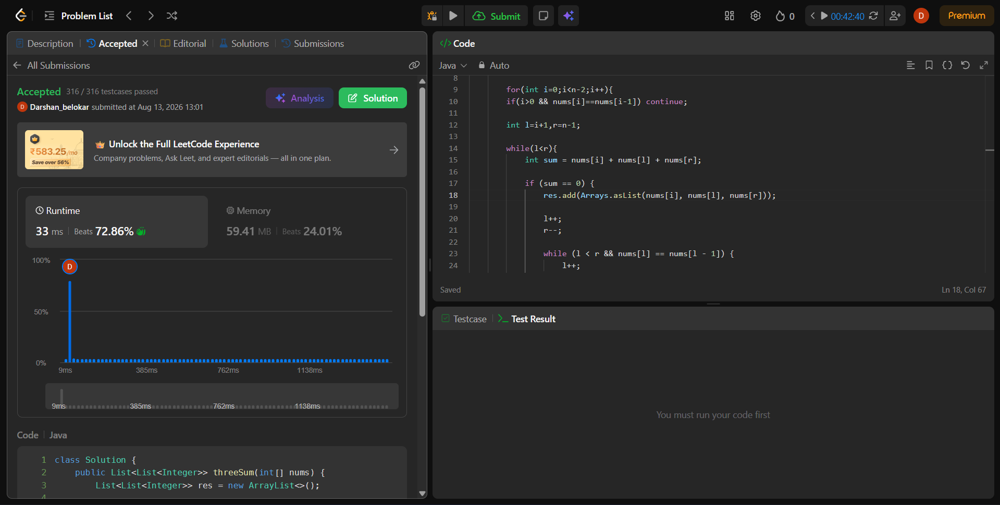 Problem List
Submit
0
00:42:40
D
Premium
Description
Accepted
Editorial
Solutions
Submissions
All Submissions
Accepted 316 / 316 testcases passed
Analysis
Solution
D Darshan_belokar submitted at Aug 13, 2026 13:01
₹583.25/mo
Save over 56%
Unlock the Full LeetCode Experience
Company problems, Ask Leet, and expert editorials — all in one plan.
Runtime
33 ms Beats 72.86%
Memory
59.41 MB Beats 24.01%
100%
D
50%
0%
9ms 385ms 762ms 1138ms
9ms 385ms 762ms 1138ms
Code Java
1 class Solution {
2 public List<List<Integer>> threeSum(int[] nums) {
3 List<List<Integer>> res = new ArrayList<>();
4
</> Code
Java Auto
8
9 for(int i=0;i<n-2;i++){
10 if(i>0 && nums[i]==nums[i-1]) continue;
11
12 int l=i+1,r=n-1;
13
14 while(l<r){
15 int sum = nums[i] + nums[l] + nums[r];
16
17 if (sum == 0) {
18 res.add(Arrays.asList(nums[i], nums[l], nums[r]));
19
20 l++;
21 r--;
22
23 while (l < r && nums[l] == nums[l - 1]) {
24 l++;
Saved
Ln 18, Col 67
Testcase
Test Result
You must run your code first